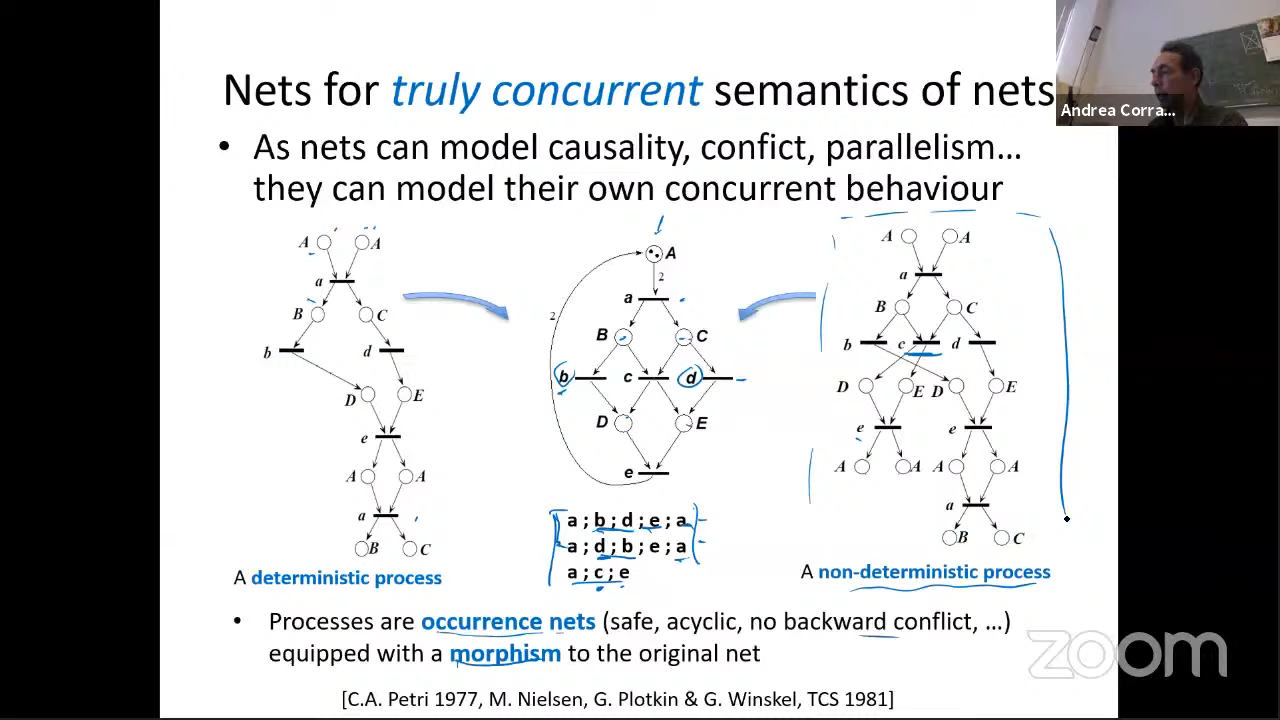 Andrea Corra...
Nets for truly concurrent semantics of nets
• As nets can model causality, confict, parallelism...
they can model their own concurrent behaviour
A A
a
B C
b d
D E
e
A A
a
B C
A
2
a
2
B C
b c d
D E
e
a ; b ; d ; e ; a
a ; d ; b ; e ; a
a ; c ; e
A A
a
B C
b c d
D E D E
e e
A A A A
a
B C
A deterministic process
A non-deterministic process
• Processes are occurrence nets (safe, acyclic, no backward conflict, ...)
equipped with a morphism to the original net
zoom
[C.A. Petri 1977, M. Nielsen, G. Plotkin & G. Winskel, TCS 1981]